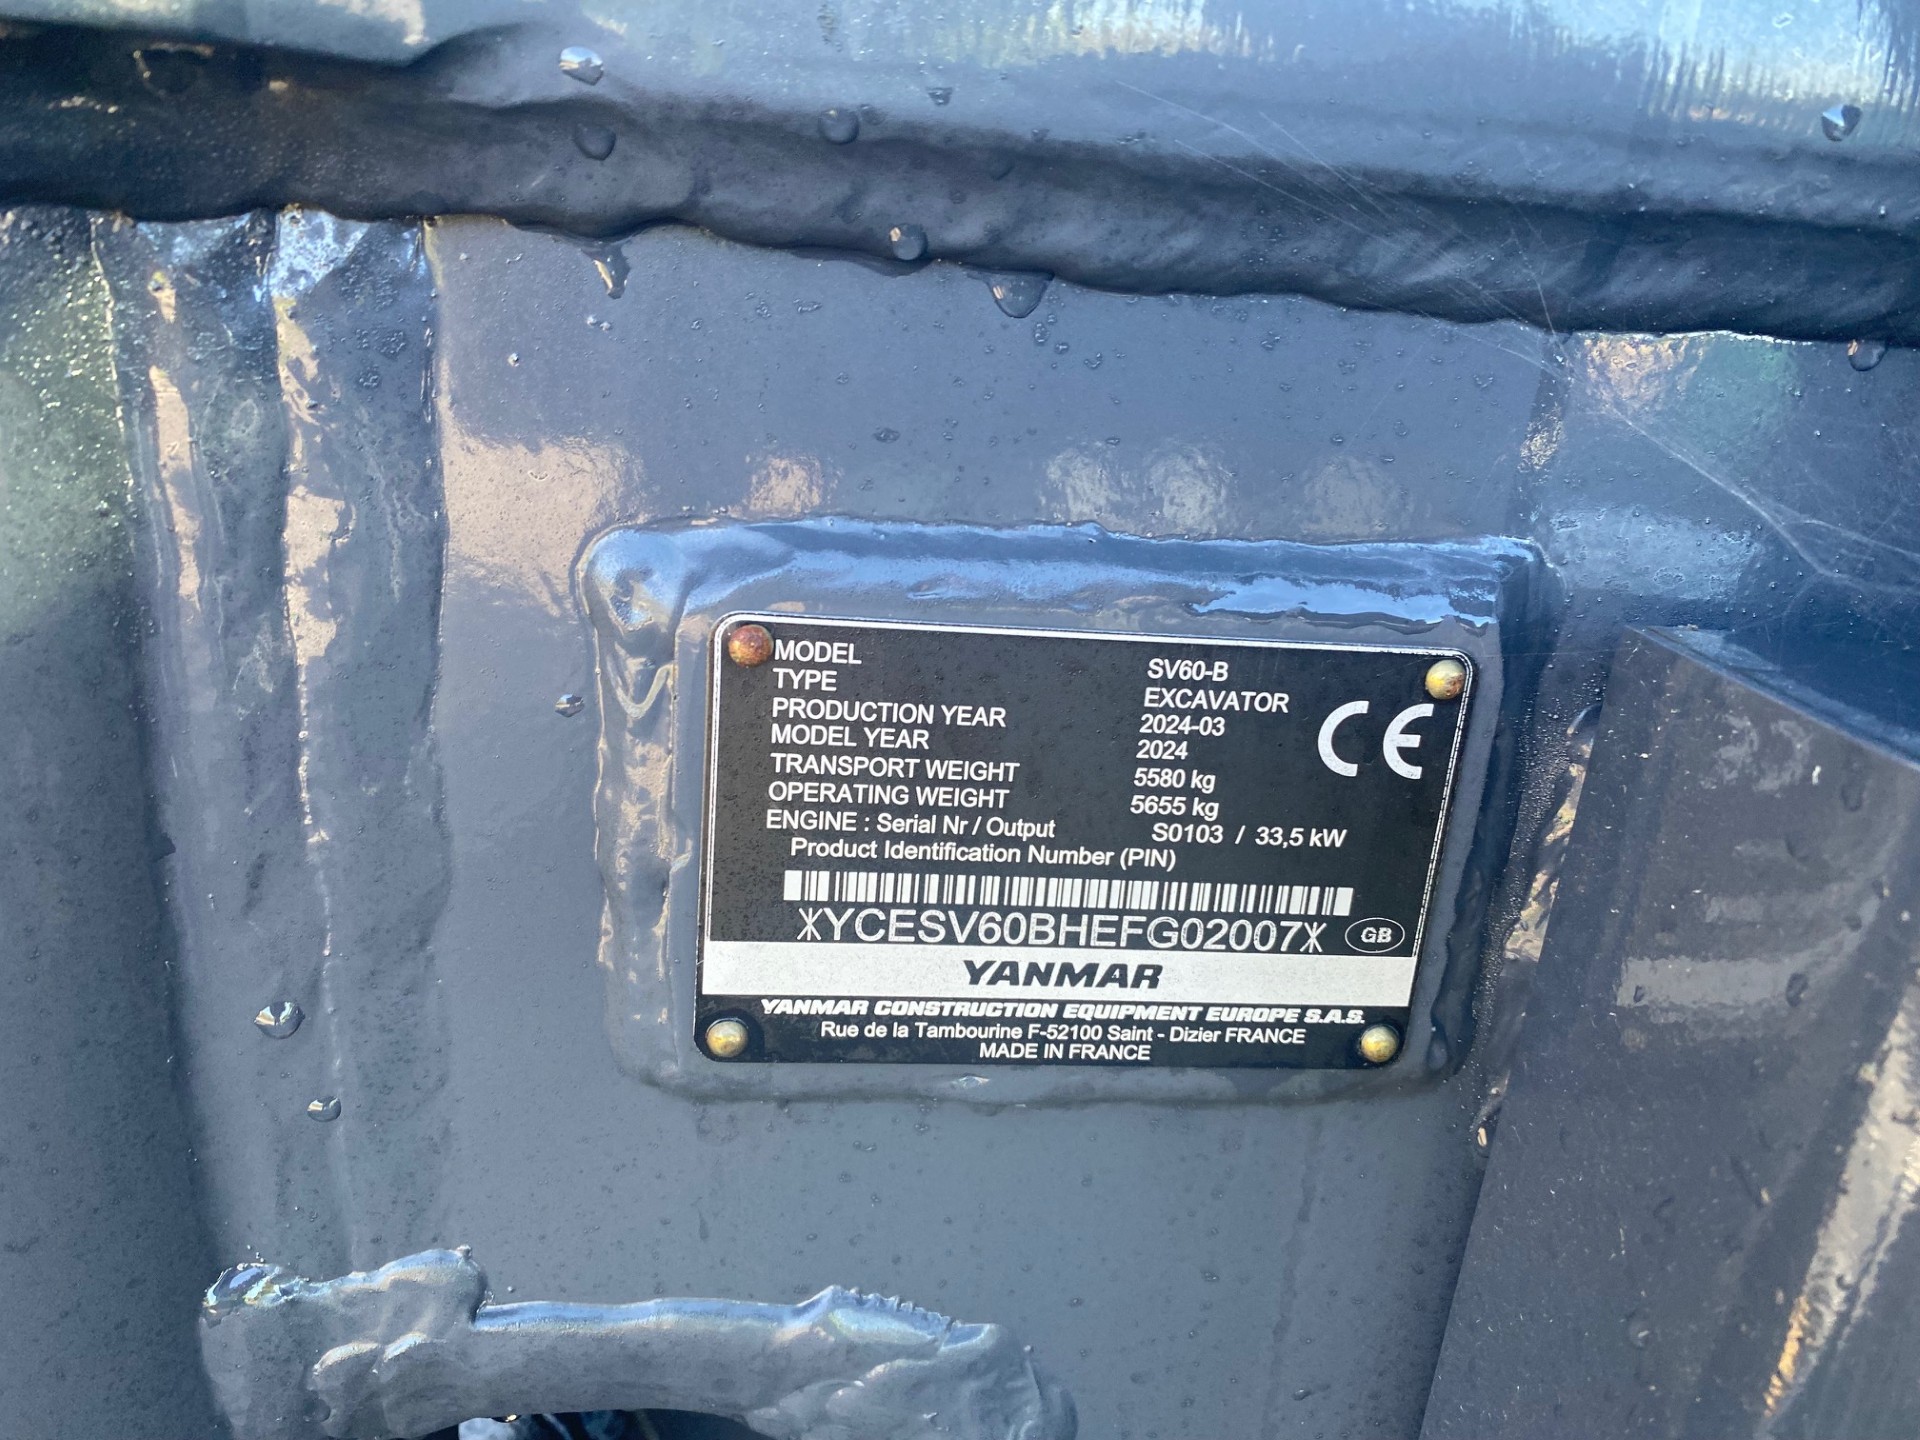 MODEL SV60-B
TYPE EXCAVATOR
PRODUCTION YEAR 2024-03
MODEL YEAR 2024
TRANSPORT WEIGHT 5580 kg
OPERATING WEIGHT 5655 kg
ENGINE : Serial Nr / Output S0103 / 33,5 kW
CE
Product Identification Number (PIN)
*YCESV60BHEFG02007*
GB
YANMAR
YANMAR CONSTRUCTION EQUIPMENT EUROPE S.A.S.
Rue de la Tambourine F-52100 Saint - Dizier FRANCE
MADE IN FRANCE